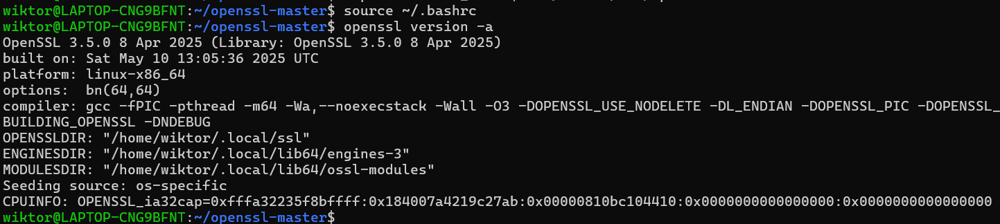 wiktor@LAPTOP-CNG9BFNT:~/openssl-master$ source ~/.bashrc
wiktor@LAPTOP-CNG9BFNT:~/openssl-master$ openssl version -a
OpenSSL 3.5.0 8 Apr 2025 (Library: OpenSSL 3.5.0 8 Apr 2025)
built on: Sat May 10 13:05:36 2025 UTC
platform: linux-x86_64
options:  bn(64,64)
compiler: gcc -fPIC -pthread -m64 -Wa,--noexecstack -Wall -O3 -DOPENSSL_USE_NODELETE -DL_ENDIAN -DOPENSSL_PIC -DOPENSSL_
BUILDING_OPENSSL -DNDEBUG
OPENSSLDIR: "/home/wiktor/.local/ssl"
ENGINESDIR: "/home/wiktor/.local/lib64/engines-3"
MODULESDIR: "/home/wiktor/.local/lib64/ossl-modules"
Seeding source: os-specific
CPUINFO: OPENSSL_ia32cap=0xfffa32235f8bffff:0x184007a4219c27ab:0x00000810bc104410:0x0000000000000000:0x0000000000000000
wiktor@LAPTOP-CNG9BFNT:~/openssl-master$